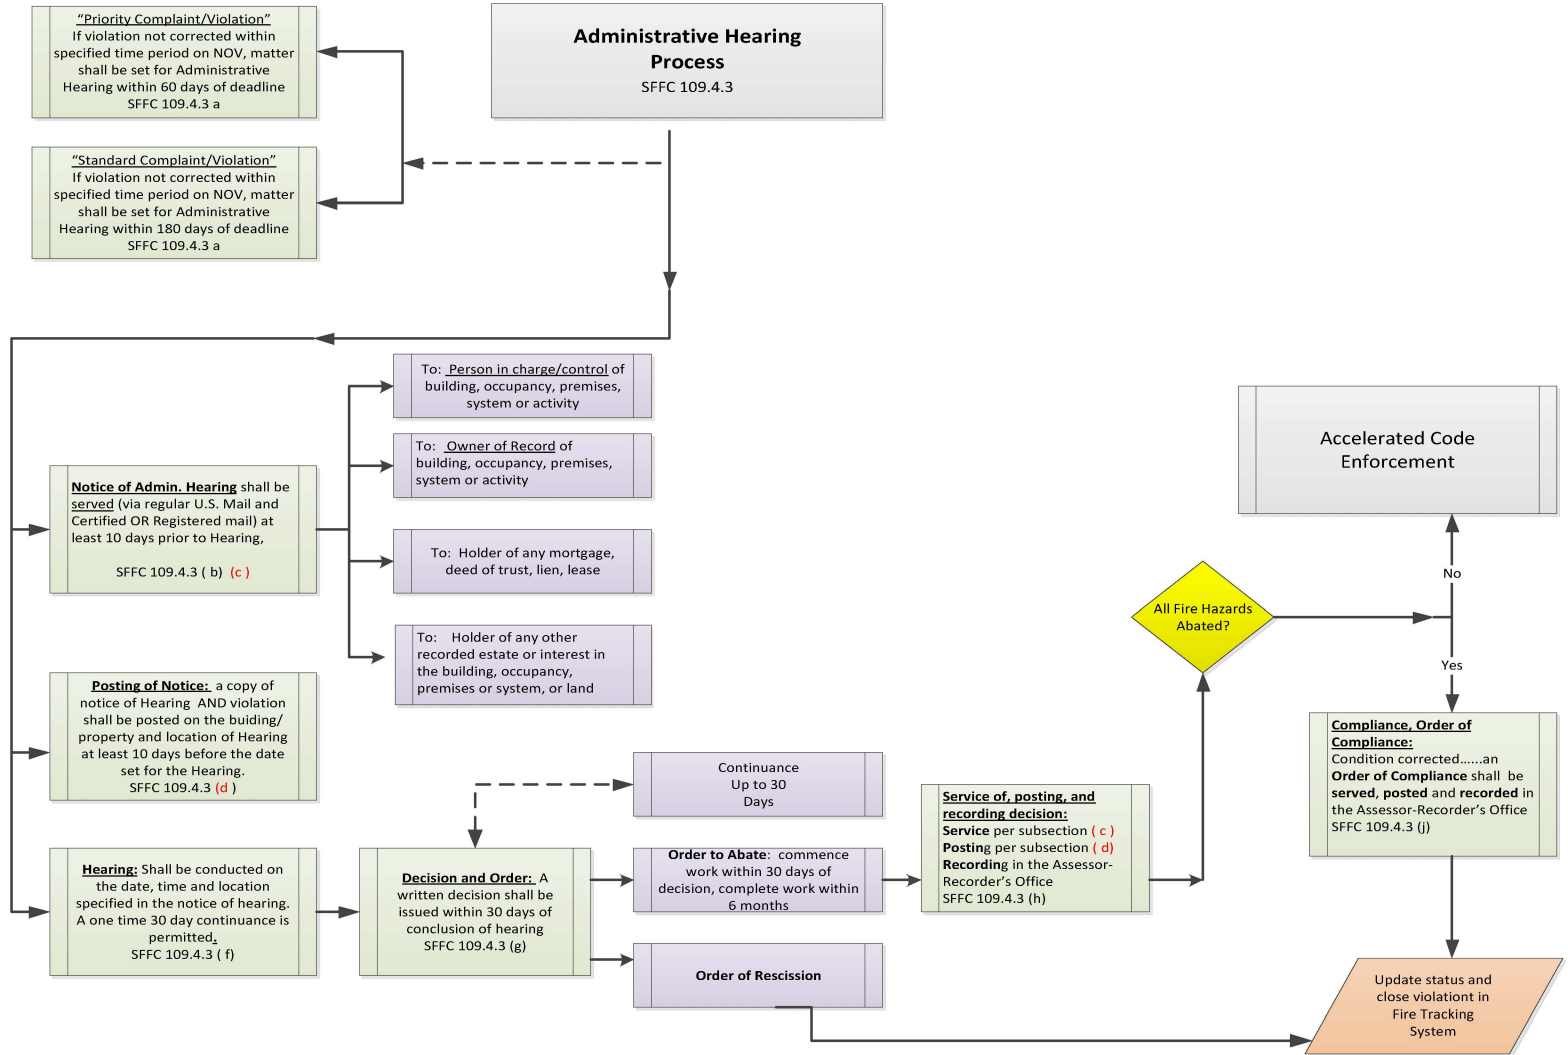 “Priority Complaint/Violation”
If violation not corrected within
specified time period on NOV, matter
shall be set for Administrative
Hearing within 60 days of deadline
SFFC 109.4.3 a
Administrative Hearing
Process
SFFC 109.4.3
“Standard Complaint/Violation”
If violation not corrected within
specified time period on NOV, matter
shall be set for Administrative
Hearing within 180 days of deadline
SFFC 109.4.3 a
To: Person in charge/control of
building, occupancy, premises,
system or activity
To: Owner of Record of
building, occupancy, premises,
system or activity
To: Holder of any mortgage,
deed of trust, lien, lease
To: Holder of any other
recorded estate or interest in
the building, occupancy,
premises or system, or land
Notice of Admin. Hearing shall be
served (via regular U.S. Mail and
Certified OR Registered mail) at
least 10 days prior to Hearing,
SFFC 109.4.3 ( b) (c )
Posting of Notice: a copy of
notice of Hearing AND violation
shall be posted on the buiding/
property and location of Hearing
at least 10 days before the date
set for the Hearing.
SFFC 109.4.3 (d )
Hearing: Shall be conducted on
the date, time and location
specified in the notice of hearing.
A one time 30 day continuance is
permitted.
SFFC 109.4.3 ( f)
Decision and Order: A
written decision shall be
issued within 30 days of
conclusion of hearing
SFFC 109.4.3 (g)
Continuance
Up to 30
Days
Order to Abate: commence
work within 30 days of
decision, complete work within
6 months
Order of Rescission
Service of, posting, and
recording decision:
Service per subsection ( c )
Posting per subsection ( d)
Recording in the Assessor-
Recorder’s Office
SFFC 109.4.3 (h)
All Fire Hazards
Abated?
Accelerated Code
Enforcement
No
Yes
Compliance, Order of
Compliance:
Condition corrected......an
Order of Compliance shall be
served, posted and recorded in
the Assessor-Recorder’s Office
SFFC 109.4.3 (j)
Update status and
close violationt in
Fire Tracking
System